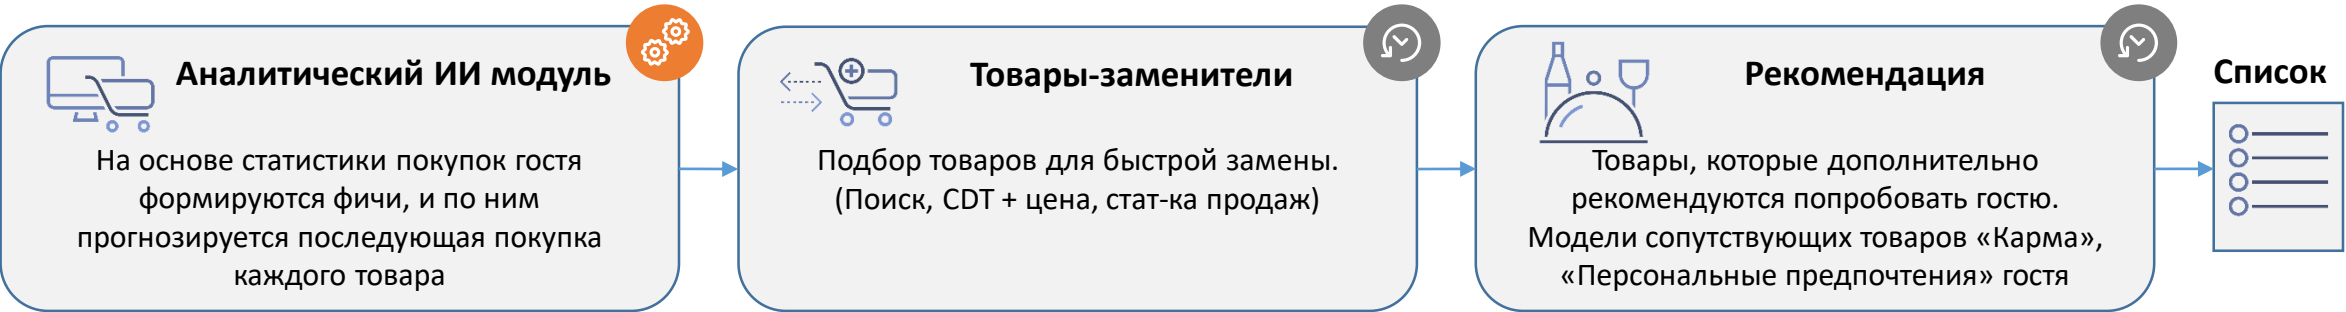 Аналитический ИИ модуль
На основе статистики покупок гостя
формируются фичи, и по ним
прогнозируется последующая покупка
каждого товара
Товары-заменители
Подбор товаров для быстрой замены.
(Поиск, CDT + цена, стат-ка продаж)
Рекомендация
Товары, которые дополнительно
рекомендуются попробовать гостю.
Модели сопутствующих товаров «Карма»,
«Персональные предпочтения» гостя
Список